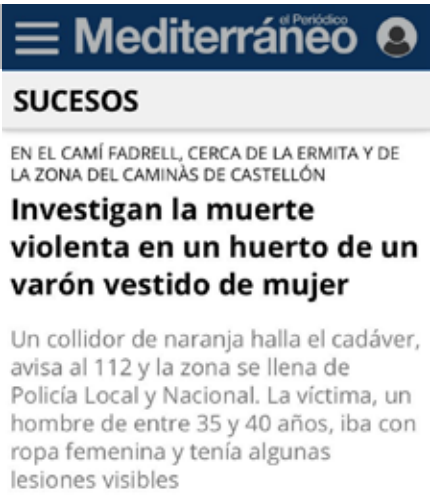 el Periódico
Mediterráneo
SUCESOS
EN EL CAMÍ FADRELL, CERCA DE LA ERMITA Y DE
LA ZONA DEL CAMINÀS DE CASTELLÓN
Investigan la muerte
violenta en un huerto de un
varón vestido de mujer
Un collidor de naranja halla el cadáver,
avisa al 112 y la zona se llena de
Policía Local y Nacional. La víctima, un
hombre de entre 35 y 40 años, iba con
ropa femenina y tenía algunas
lesiones visibles